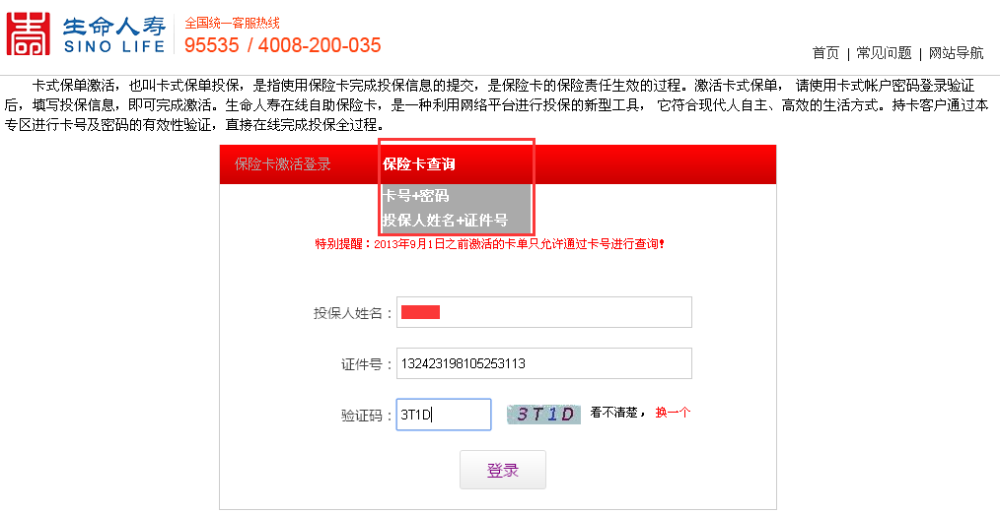 生命人寿
SINO LIFE
全国统一客服热线
95535 / 4008-200-035
首页 | 常见问题 | 网站导航
卡式保单激活，也叫卡式保单投保，是指使用保险卡完成投保信息的提交，是保险卡的保险责任生效的过程。激活卡式保单， 请使用卡式帐户密码登录验证
后，填写投保信息，即可完成激活。生命人寿在线自助保险卡，是一种利用网络平台进行投保的新型工具， 它符合现代人自主、高效的生活方式。持卡客户通过本
专区进行卡号及密码的有效性验证，直接在线完成投保全过程。
保险卡激活登录 保险卡查询
卡号+密码
投保人姓名+证件号
特别提醒：2013年9月1日之前激活的卡单只允许通过卡号进行查询！
投保人姓名：
证件号：132423198105253113
验证码：3T1D 3T1D 看不清楚， 换一个
登录